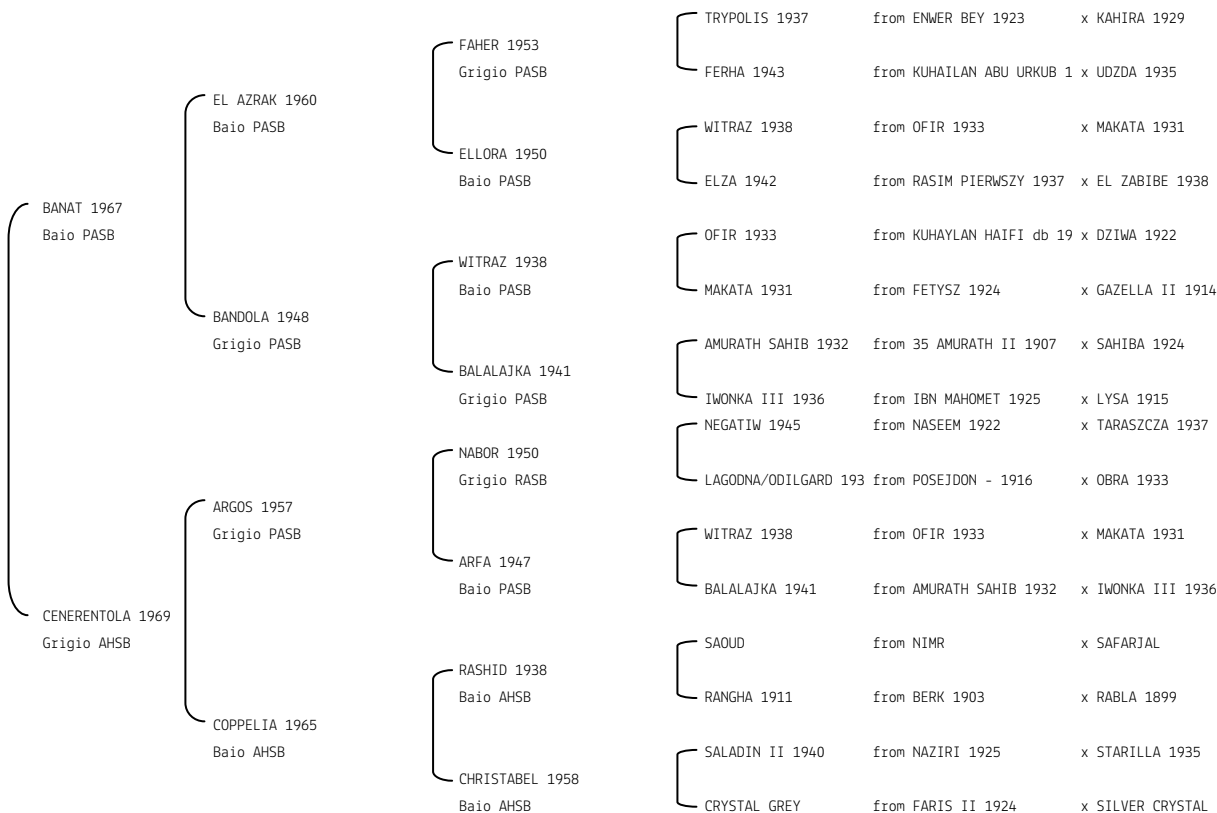 TRYPOLIS 1937 from ENWER BEY 1923 x KAHIRA 1929
FAHER 1953
Grigio PASB
FERHA 1943 from KUHAILAN ABU URKUB 1 x UDZDA 1935
EL AZRAK 1960
Baio PASB
WITRAZ 1938 from OFIR 1933 x MAKATA 1931
ELLORA 1950
Baio PASB
ELZA 1942 from RASIM PIERWSZY 1937 x EL ZABIBE 1938
BANAT 1967
Baio PASB
OFIR 1933 from KUHAYLAN HAIFI db 19 x DZIWA 1922
WITRAZ 1938
Baio PASB
MAKATA 1931 from FETYSZ 1924 x GAZELLA II 1914
BANDOLA 1948
Grigio PASB
AMURATH SAHIB 1932 from 35 AMURATH II 1907 x SAHIBA 1924
BALALAJKA 1941
Grigio PASB
IWONKA III 1936 from IBN MAHOMET 1925 x LYSA 1915
NEGATIW 1945 from NASEEM 1922 x TARASZCZA 1937
NABOR 1950
Grigio RASB
LAGODNA/ODILGARD 193 from POSEJDON - 1916 x OBRA 1933
ARGOS 1957
Grigio PASB
WITRAZ 1938 from OFIR 1933 x MAKATA 1931
ARFA 1947
Baio PASB
BALALAJKA 1941 from AMURATH SAHIB 1932 x IWONKA III 1936
CENERENTOLA 1969
Grigio AHSB
SAOUD from NIMR x SAFARJAL
RASHID 1938
Baio AHSB
RANGHA 1911 from BERK 1903 x RABLA 1899
COPPELIA 1965
Baio AHSB
SALADIN II 1940 from NAZIRI 1925 x STARILLA 1935
CHRISTABEL 1958
Baio AHSB
CRYSTAL GREY from FARIS II 1924 x SILVER CRYSTAL